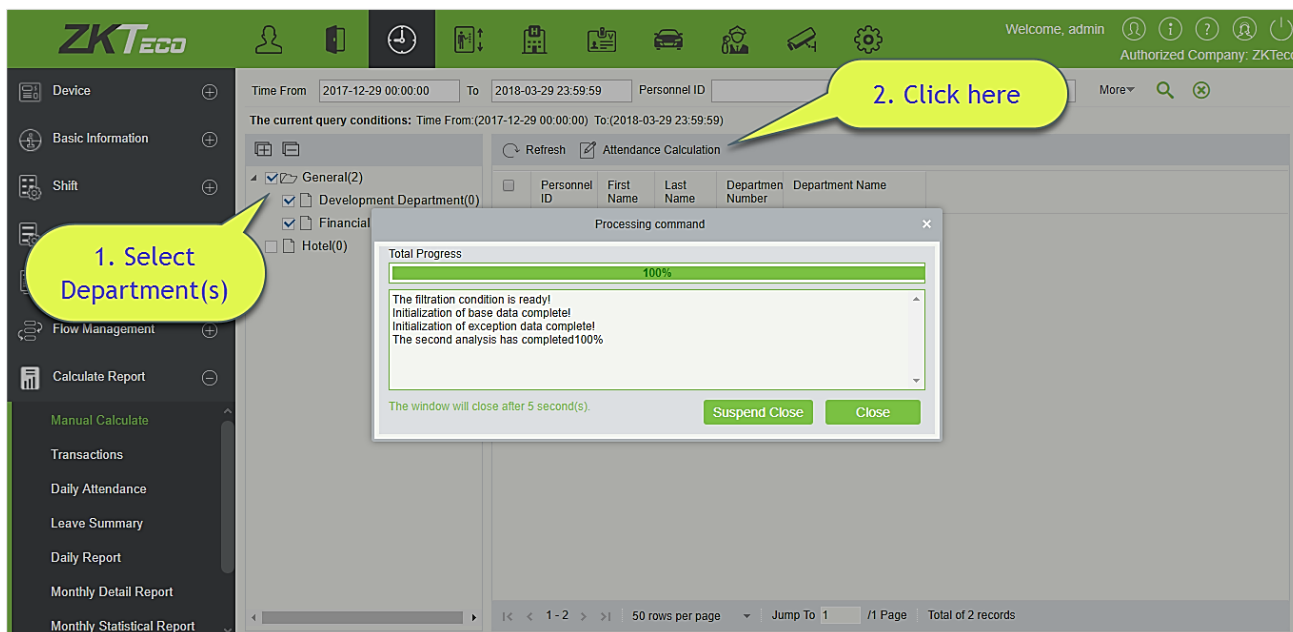 ZKTECO
Welcome, admin
Authorized Company: ZKTeco
Device
Basic Information
Shift
Flow Management
Calculate Report
Manual Calculate
Transactions
Daily Attendance
Leave Summary
Daily Report
Monthly Detail Report
Monthly Statistical Report
Time From 2017-12-29 00:00:00 To 2018-03-29 23:59:59 Personnel ID More
The current query conditions: Time From:(2017-12-29 00:00:00) To:(2018-03-29 23:59:59)
2. Click here
Refresh Attendance Calculation
General(2)
Development Department(0)
Financial
Hotel(0)
1. Select
Department(s)
Personnel ID First Name Last Name Departmen Number Department Name
Processing command
Total Progress
100%
The filtration condition is ready!
Initialization of base data complete!
Initialization of exception data complete!
The second analysis has completed100%
The window will close after 5 second(s).
Suspend Close Close
1-2 50 rows per page Jump To 1 /1 Page Total of 2 records